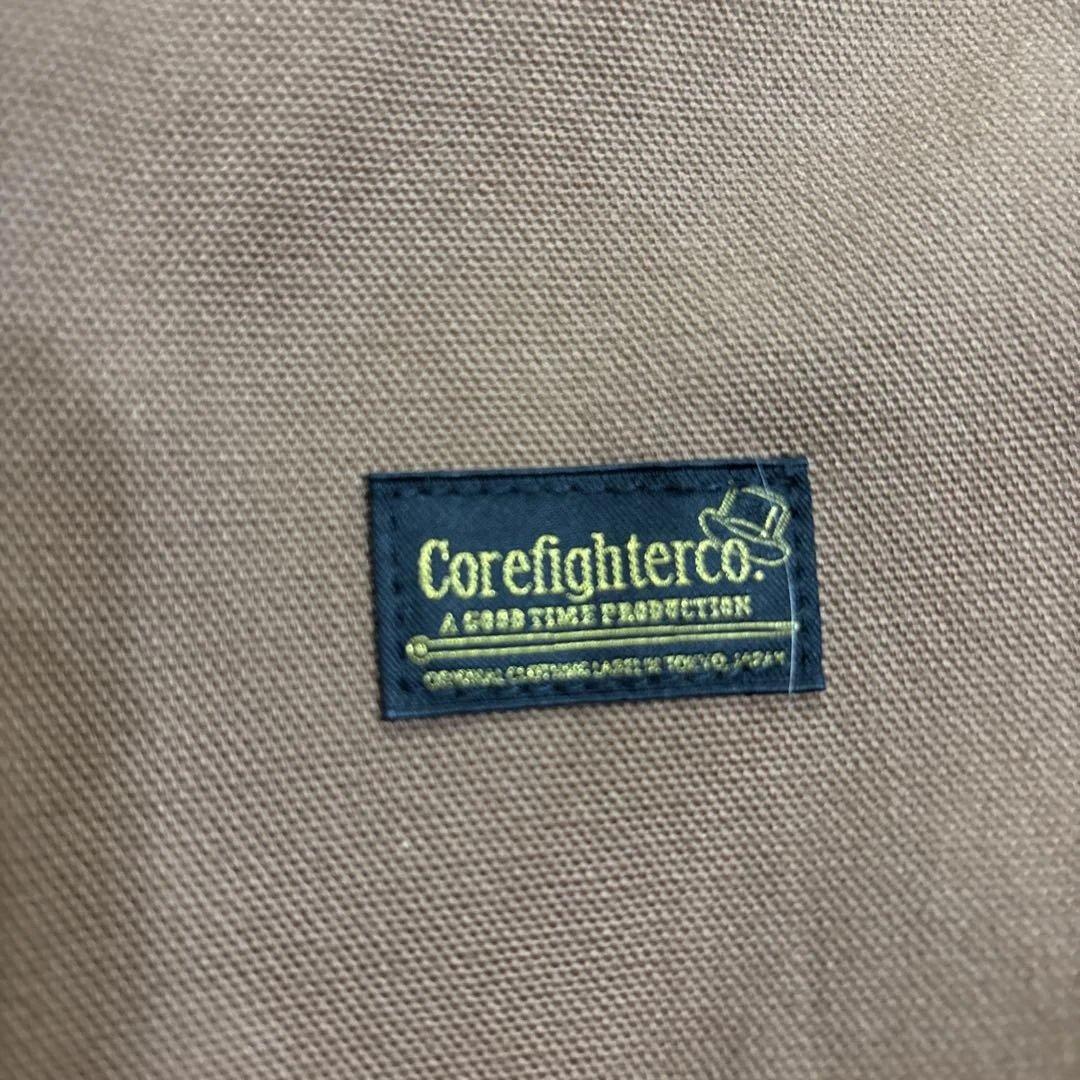 Corefighterco.
A GOOD TIME PRODUCTION
ORIGINAL CLOTHING LABEL IN TOKYO, JAPAN